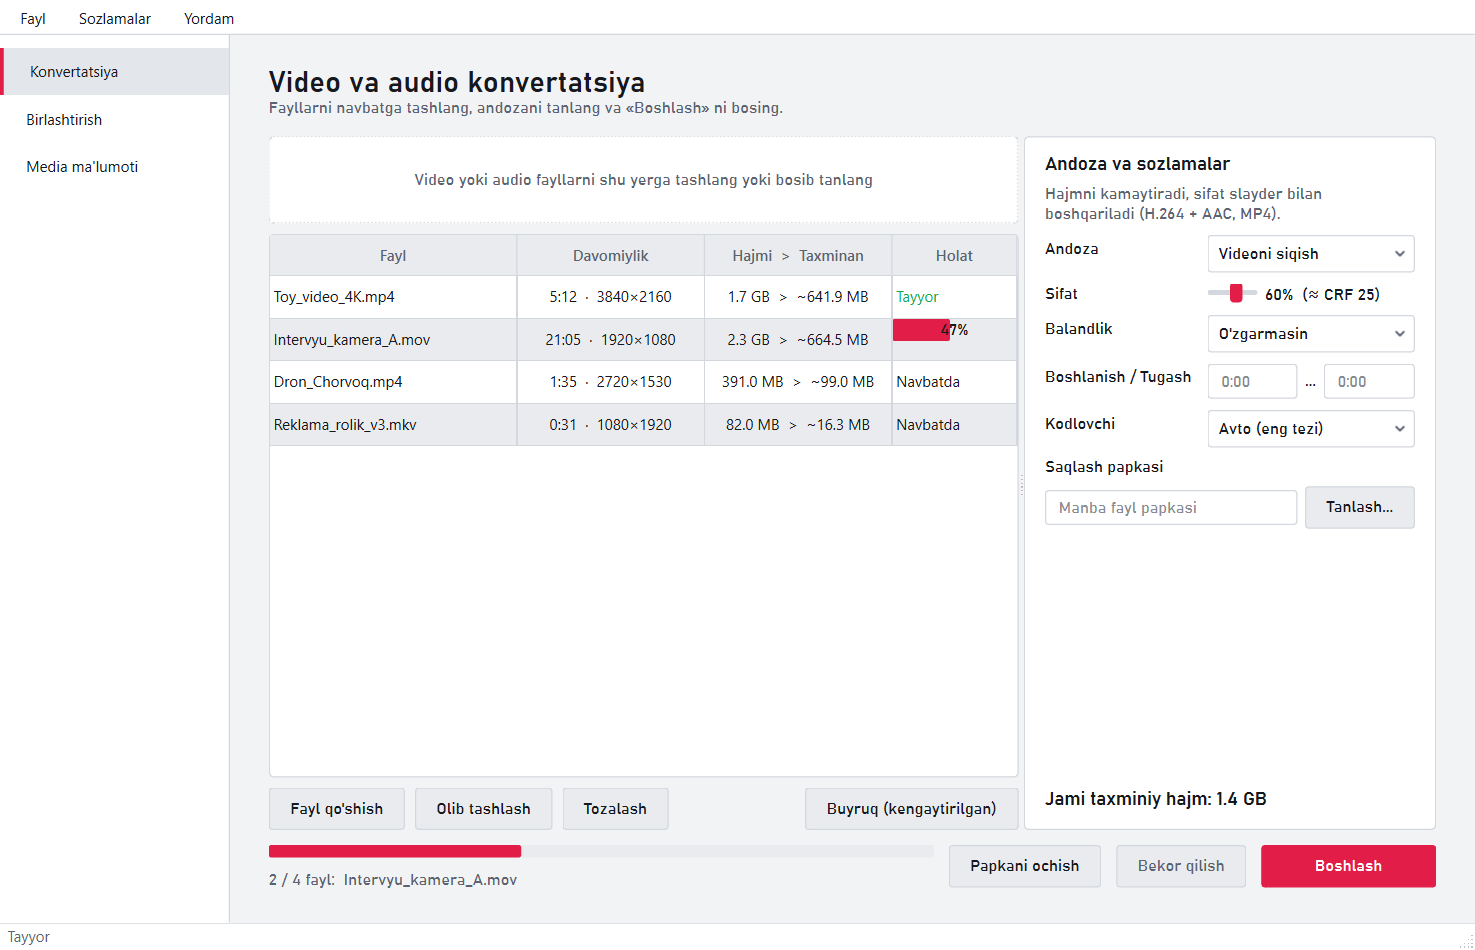 Fayl Sozlamalar Yordam
Konvertatsiya
Birlashtirish
Media ma'lumoti
Video va audio konvertatsiya
Fayllarni navbatga tashlang, andozani tanlang va «Boshlash» ni bosing.
Video yoki audio fayllarni shu yerga tashlang yoki bosib tanlang
Fayl Davomiylik Hajmi > Taxminan Holat
Toy_video_4K.mp4 5:12 · 3840×2160 1.7 GB > ~641.9 MB Tayyor
Intervyu_kamera_A.mov 21:05 · 1920×1080 2.3 GB > ~664.5 MB 47%
Dron_Chorvoq.mp4 1:35 · 2720×1530 391.0 MB > ~99.0 MB Navbatda
Reklama_rolik_v3.mkv 0:31 · 1080×1920 82.0 MB > ~16.3 MB Navbatda
Fayl qo'shish Olib tashlash Tozalash Buyruq (kengaytirilgan)
2 / 4 fayl: Intervyu_kamera_A.mov
Andoza va sozlamalar
Hajmni kamaytiradi, sifat slayder bilan
boshqariladi (H.264 + AAC, MP4).
Andoza Videoni siqish
Sifat 60% (≈ CRF 25)
Balandlik O'zgarmasin
Boshlanish / Tugash 0:00 ... 0:00
Kodlovchi Avto (eng tezi)
Saqlash papkasi
Manba fayl papkasi Tanlash...
Jami taxminiy hajm: 1.4 GB
Papkani ochish Bekor qilish Boshlash
Tayyor